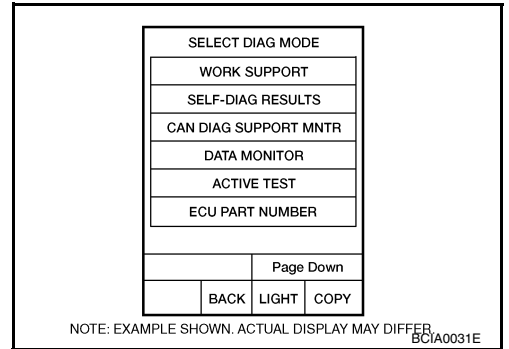 SELECT DIAG MODE
WORK SUPPORT
SELF-DIAG RESULTS
CAN DIAG SUPPORT MNTR
DATA MONITOR
ACTIVE TEST
ECU PART NUMBER
Page Down
BACK LIGHT COPY
NOTE: EXAMPLE SHOWN. ACTUAL DISPLAY MAY DIFFER.
BCIA0031E